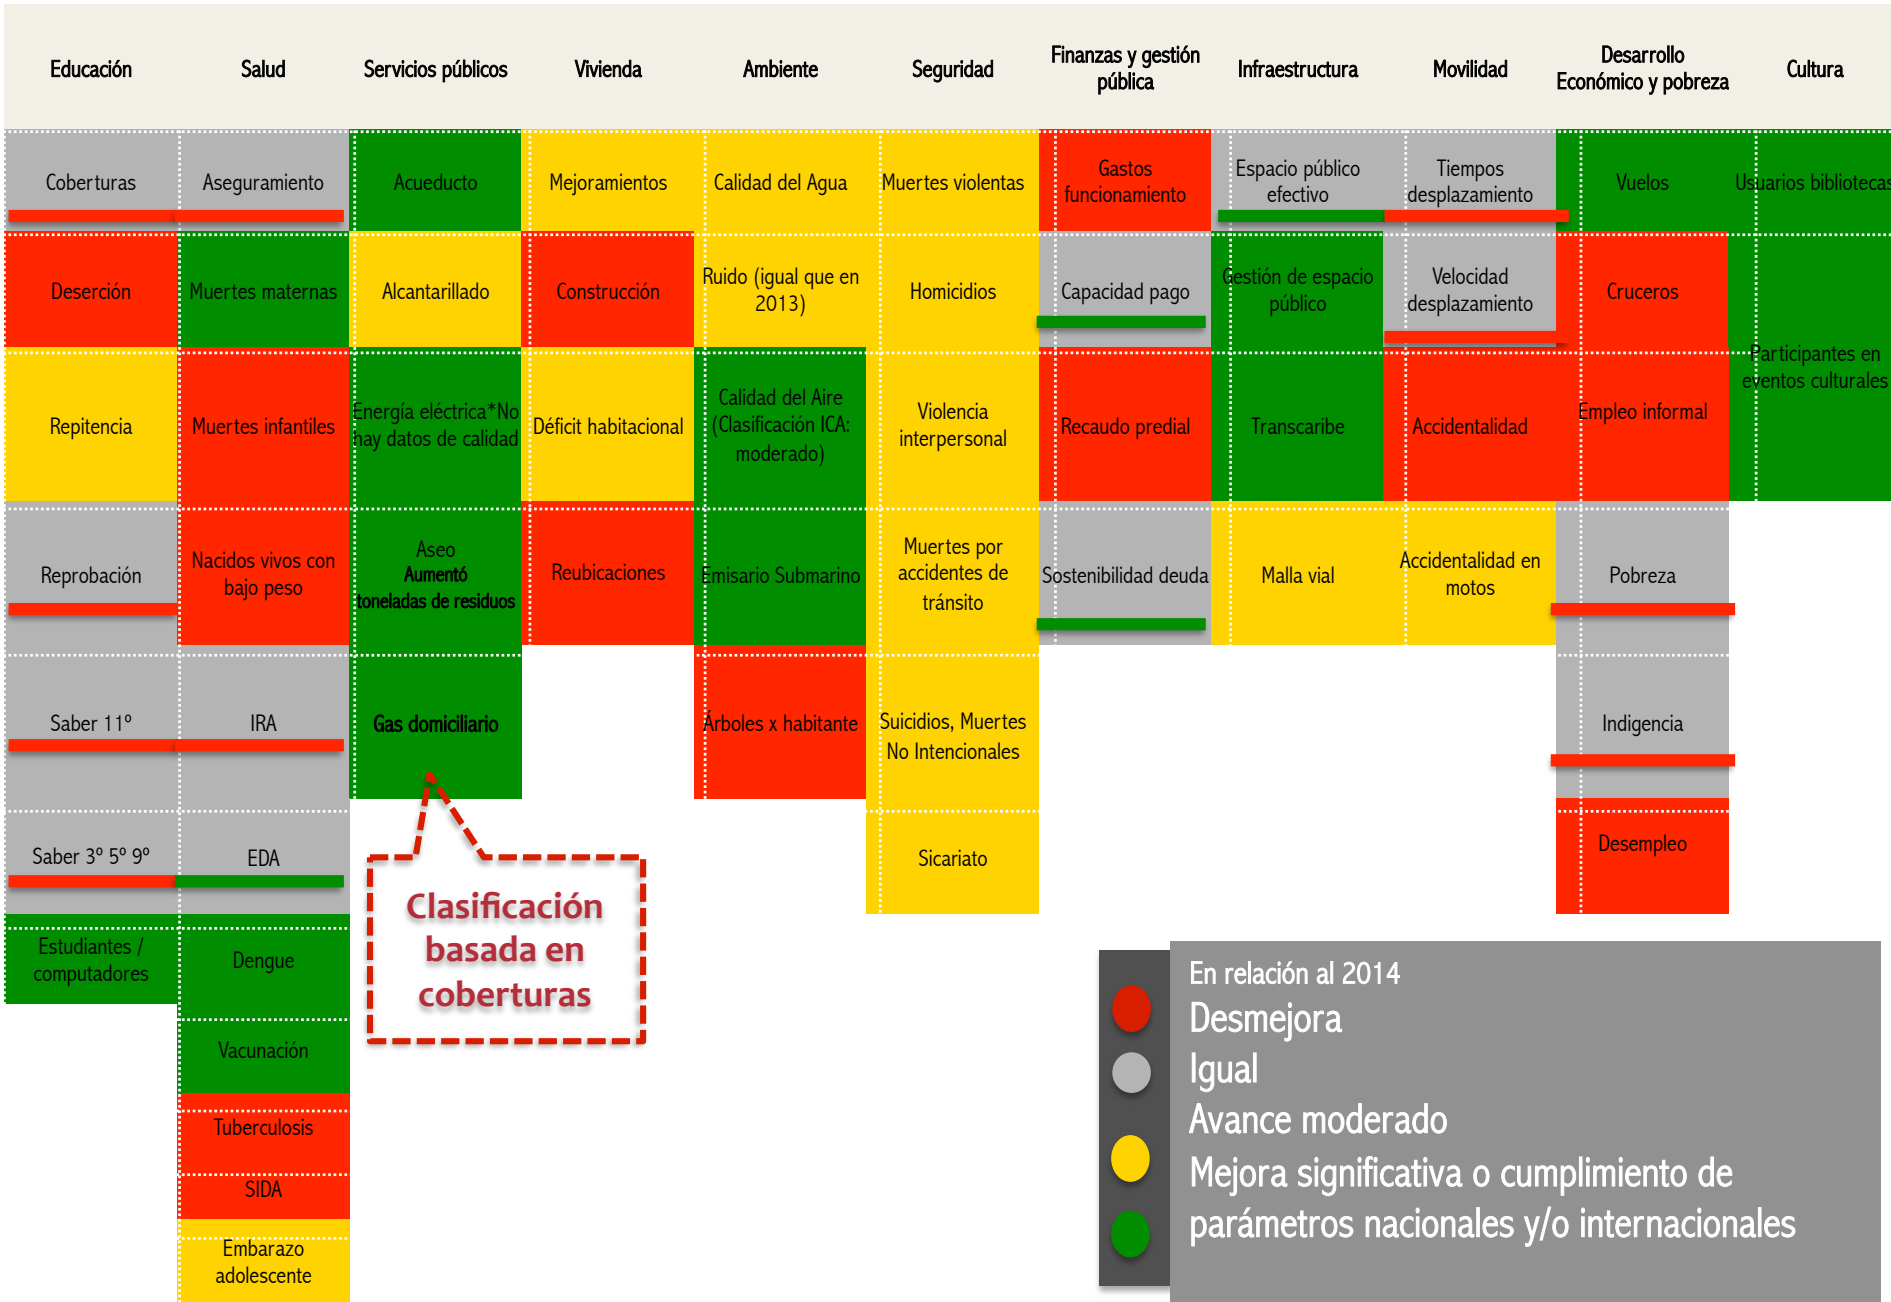 Educación
Salud
Servicios públicos
Vivienda
Ambiente
Seguridad
Finanzas y gestión
pública
Infraestructura
Movilidad
Desarrollo
Económico y pobreza
Cultura
Coberturas
Aseguramiento
Acueducto
Mejoramientos
Calidad del Agua
Muertes violentas
Gastos
funcionamiento
Espacio público
efectivo
Tiempos
desplazamiento
Vuelos
Usuarios bibliotecas
Deserción
Muertes maternas
Alcantarillado
Construcción
Ruido (igual que en
2013)
Homicidios
Capacidad pago
Gestión de espacio
público
Velocidad
desplazamiento
Cruceros
Participantes en
eventos culturales
Repitencia
Muertes infantiles
Energía eléctrica*No
hay datos de calidad
Déficit habitacional
Calidad del Aire
(Clasificación ICA:
moderado)
Violencia
interpersonal
Recaudo predial
Transcaribe
Accidentalidad
Empleo informal
Reprobación
Nacidos vivos con
bajo peso
Aseo
Aumentó
toneladas de residuos
Reubicaciones
Emisario Submarino
Muertes por
accidentes de
tránsito
Sostenibilidad deuda
Malla vial
Accidentalidad en
motos
Pobreza
Saber 11º
IRA
Gas domiciliario
Árboles x habitante
Suicidios, Muertes
No Intencionales
Indigencia
Saber 3º 5º 9º
EDA
Sicariato
Desempleo
Estudiantes /
computadores
Dengue
Vacunación
Tuberculosis
SIDA
Embarazo
adolescente
Clasificación
basada en
coberturas
En relación al 2014
Desmejora
Igual
Avance moderado
Mejora significativa o cumplimiento de
parámetros nacionales y/o internacionales